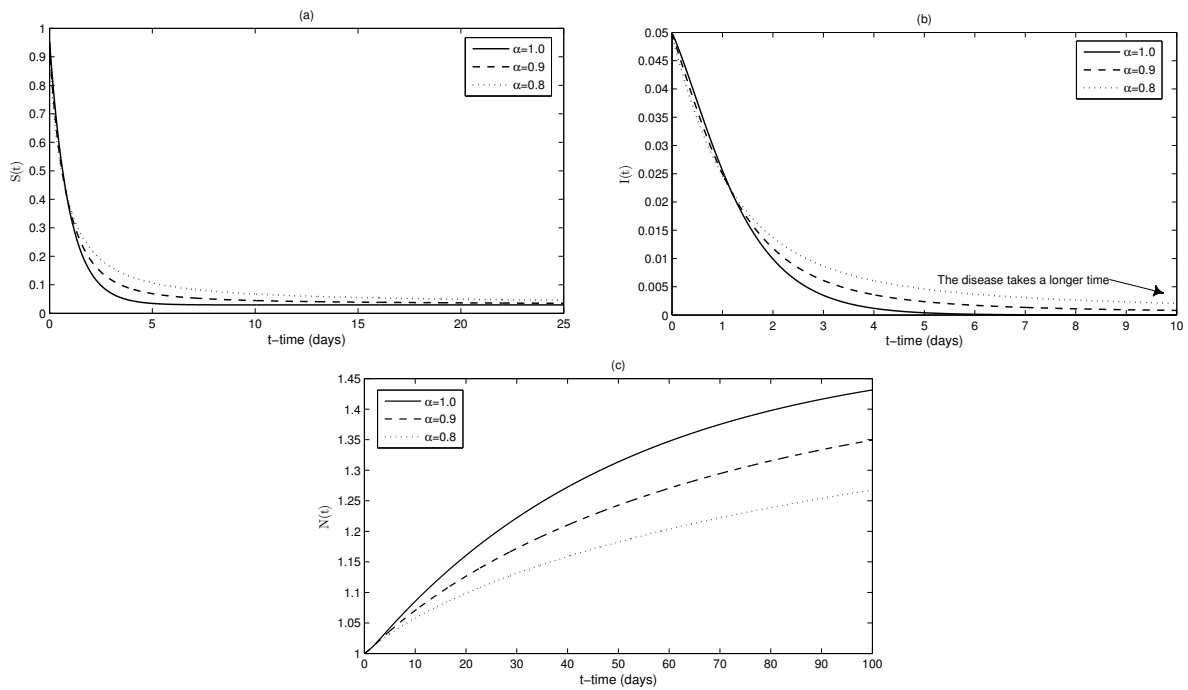 (a)
1
0.9
0.8
0.7
0.6
0.5
0.4
0.3
0.2
0.1
0
S(t)
α=1.0
α=0.9
α=0.8
0 5 10 15 20 25
t−time (days)
(b)
0.05
0.045
0.04
0.035
0.03
0.025
0.02
0.015
0.01
0.005
0
I(t)
α=1.0
α=0.9
α=0.8
The disease takes a longer time
0 1 2 3 4 5 6 7 8 9 10
t−time (days)
(c)
1.45
1.4
1.35
1.3
1.25
1.2
1.15
1.1
1.05
1
N(t)
α=1.0
α=0.9
α=0.8
0 10 20 30 40 50 60 70 80 90 100
t−time (days)